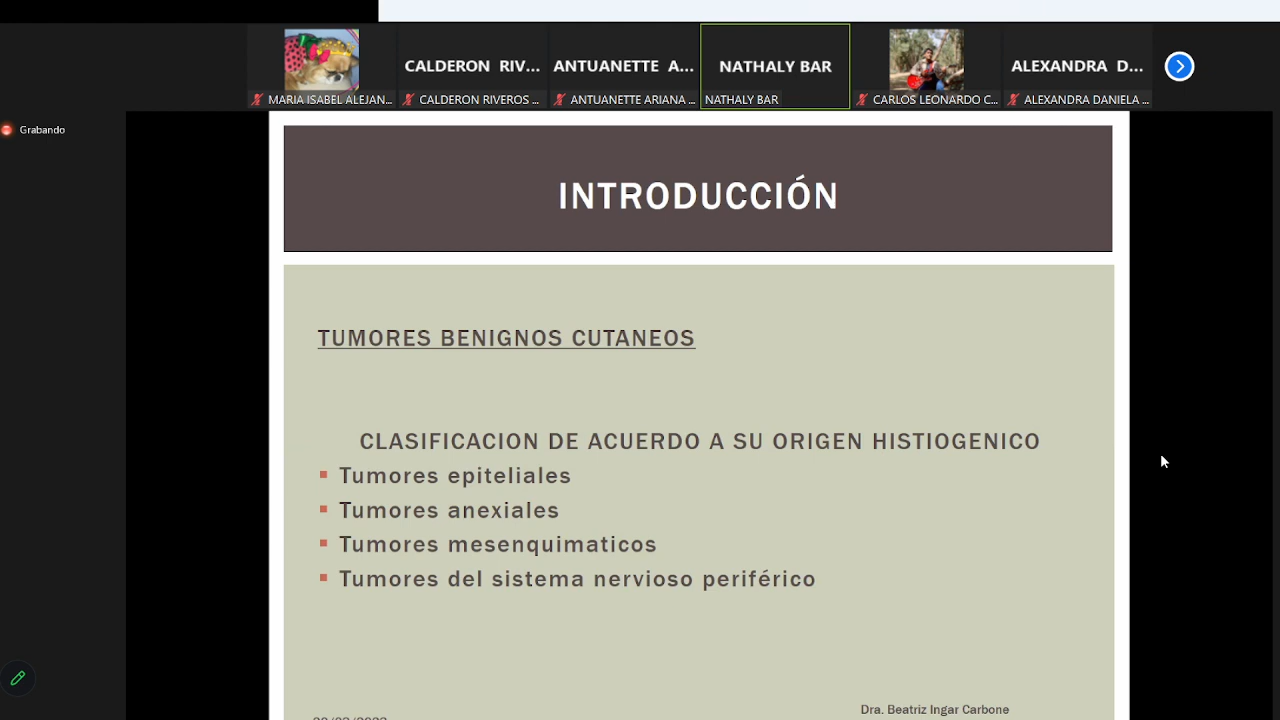 CALDERON RIV...
ANTUANETTE A...
NATHALY BAR
ALEXANDRA D...
MARIA ISABEL ALEJAN...
CALDERON RIVEROS ...
ANTUANETTE ARIANA ...
NATHALY BAR
CARLOS LEONARDO C...
ALEXANDRA DANIELA ...
Grabando
INTRODUCCIÓN
TUMORES BENIGNOS CUTANEOS
CLASIFICACION DE ACUERDO A SU ORIGEN HISTIOGENICO
Tumores epiteliales
Tumores anexiales
Tumores mesenquimaticos
Tumores del sistema nervioso periférico
Dra. Beatriz Ingar Carbone